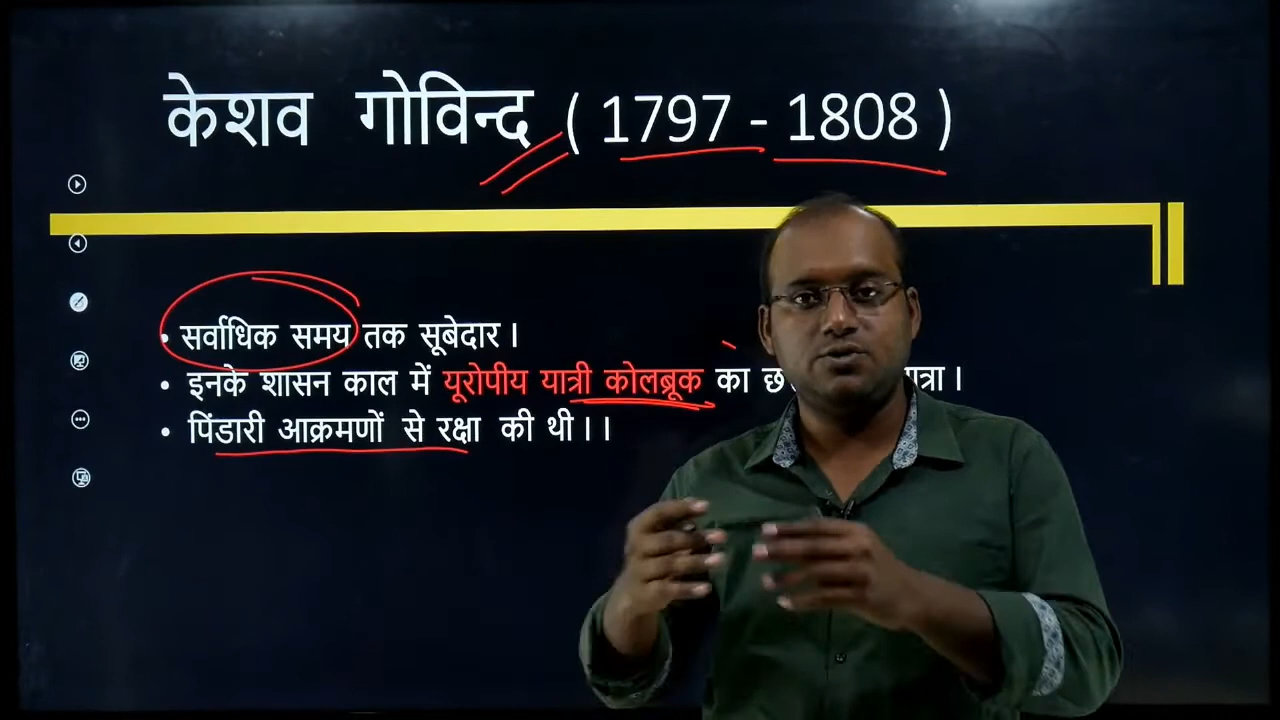 केशव गोविन्द ( 1797 - 1808 )
• सर्वाधिक समय तक सूबेदार ।
• इनके शासन काल में यूरोपीय यात्री कोलब्रूक का
• पिंडारी आक्रमणों से रक्षा की थी ।।